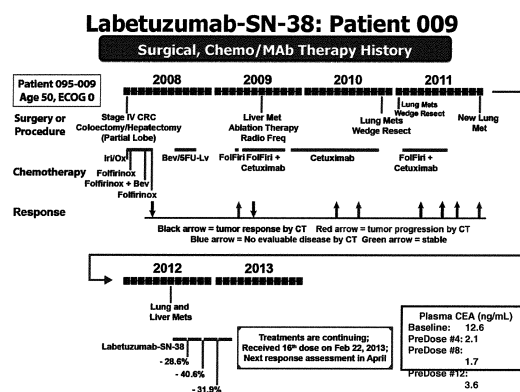 Labetuzumab-SN-38: Patient 009
Surgical, Chemo/MAb Therapy History
Patient 095-009
Age 50, ECOG 0
2008
2009
2010
2011
Surgery or
Procedure
Stage IV CRC
Coloectomy/Hepatectomy
(Partial Lobe)
Liver Met
Ablation Therapy
Radio Freq
Lung Mets
Wedge Resect
Lung Mets
Wedge Resect
New Lung
Met
Chemotherapy
Iri/Ox
Folfirinox
Folfirinox + Bev
Folfirinox
Bev/5FU-Lv
FolFiri
FolFiri +
Cetuximab
Cetuximab
FolFiri +
Cetuximab
Response
Black arrow = tumor response by CT Red arrow = tumor progression by CT
Blue arrow = No evaluable disease by CT Green arrow = stable
2012
2013
Lung and
Liver Mets
Labetuzumab-SN-38
- 28.6%
- 40.6%
- 31.9%
Treatments are continuing;
Received 16th dose on Feb 22, 2013;
Next response assessment in April
Plasma CEA (ng/mL)
Baseline: 12.6
PreDose #4: 2.1
PreDose #8:
1.7
PreDose #12:
3.6